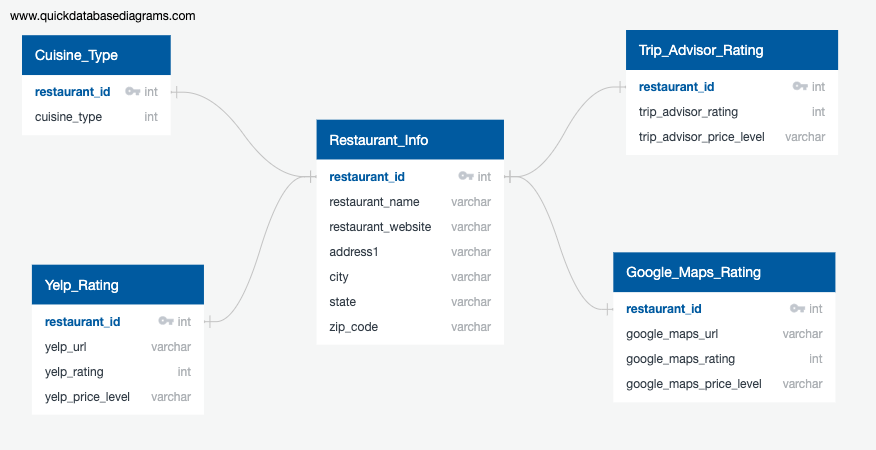 www.quickdatabasediagrams.com
Cuisine_Type
restaurant_id int
cuisine_type int
Yelp_Rating
restaurant_id int
yelp_url varchar
yelp_rating int
yelp_price_level varchar
Restaurant_Info
restaurant_id int
restaurant_name varchar
restaurant_website varchar
address1 varchar
city varchar
state varchar
zip_code varchar
Trip_Advisor_Rating
restaurant_id int
trip_advisor_rating int
trip_advisor_price_level varchar
Google_Maps_Rating
restaurant_id int
google_maps_url varchar
google_maps_rating int
google_maps_price_level varchar